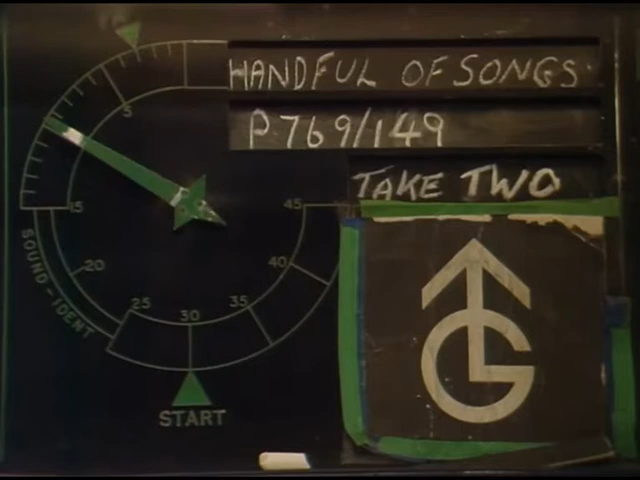 HANDFUL OF SONGS.
P769/149
TAKE TWO
5
15
20
25
30
35
40
45
SOUND-IDENT
START
G